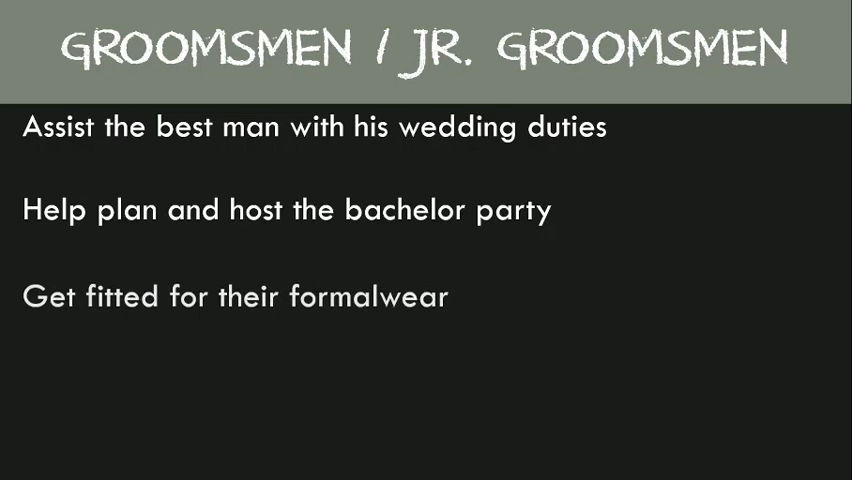 GROOMSMEN / JR. GROOMSMEN
Assist the best man with his wedding duties
Help plan and host the bachelor party
Get fitted for their formalwear